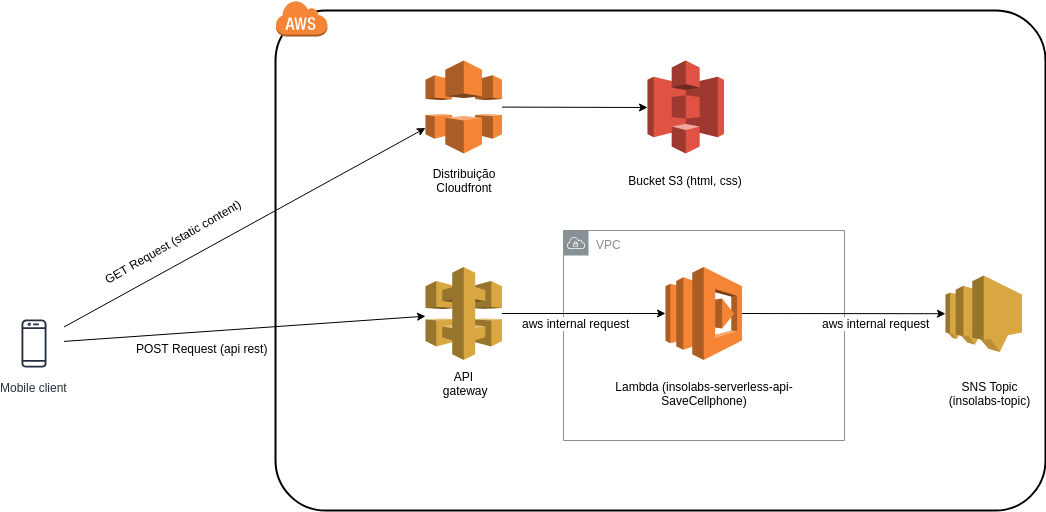 AWS
Distribuição
Cloudfront
Bucket S3 (html, css)
GET Request (static content)
VPC
Mobile client
POST Request (api rest)
API
gateway
aws internal request
Lambda (insolabs-serverless-api-
SaveCellphone)
aws internal request
SNS Topic
(insolabs-topic)